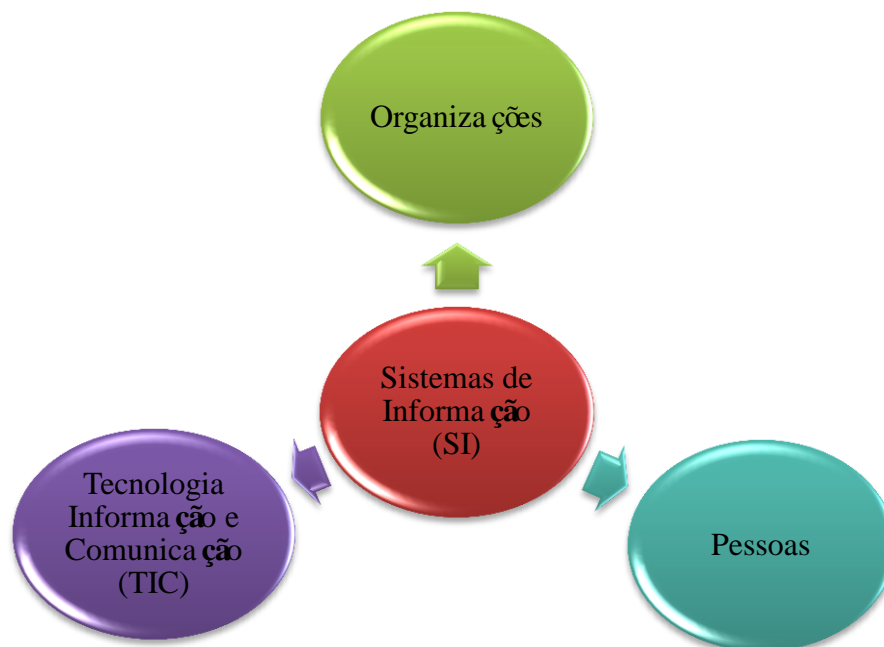 Organizações
Sistemas de
Informação
(SI)
Tecnologia
Informação e
Comunicação
(TIC)
Pessoas